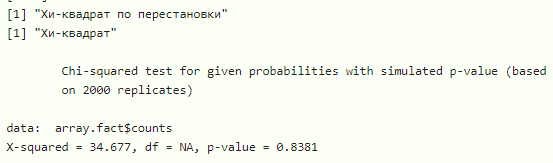 [1] "Хи-квадрат по перестановки"
[1] "Хи-квадрат"
Chi-squared test for given probabilities with simulated p-value (based
on 2000 replicates)
data:  array.fact$counts
X-squared = 34.677, df = NA, p-value = 0.8381